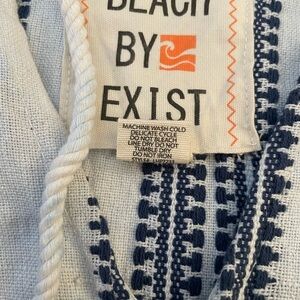 BEACH
BY
EXIST
MACHINE WASH COLD
DELICATE CYCLE
DO NOT BLEACH
LINE DRY DO NOT
TUMBLE DRY
DO NOT IRON